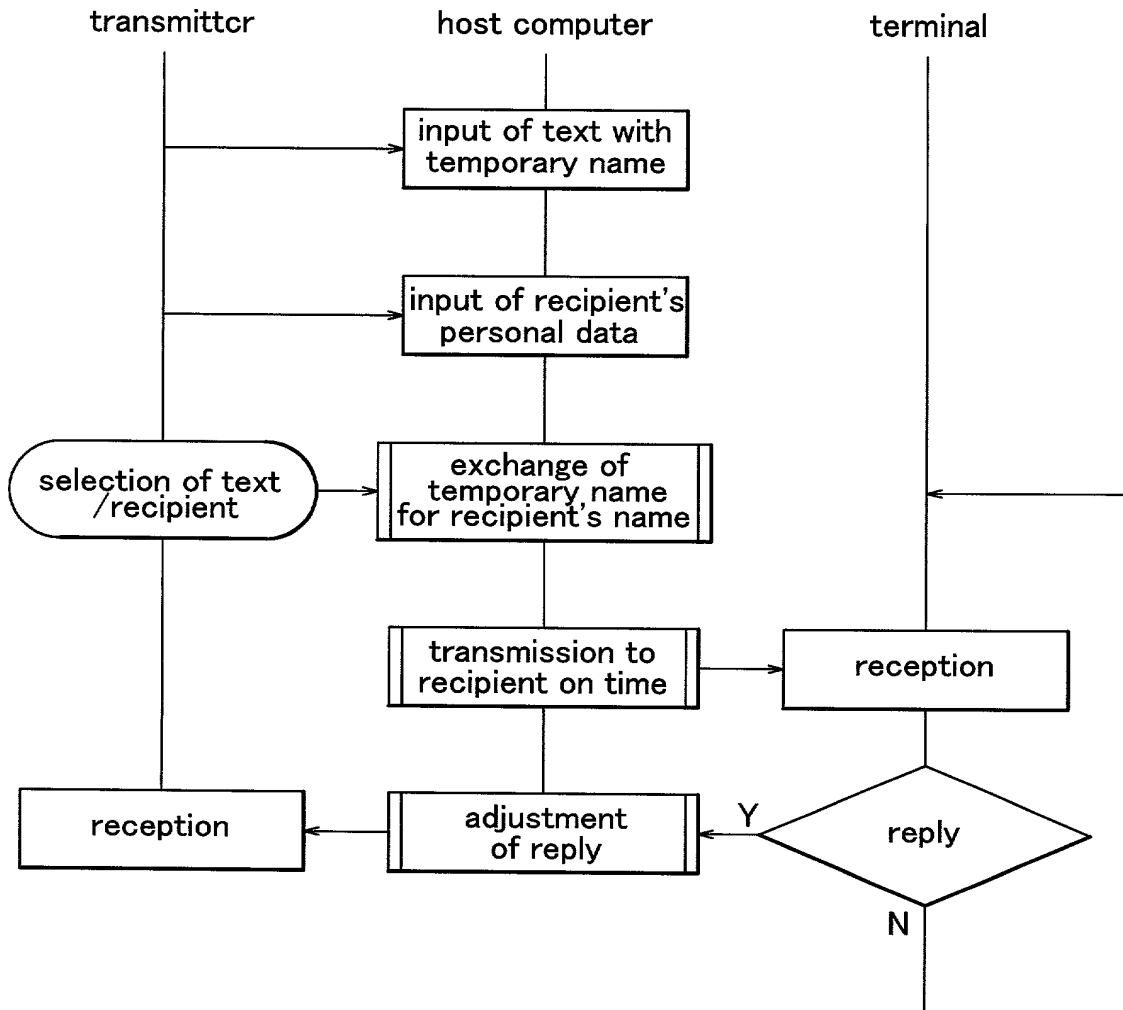 transmittcr
host computer
terminal
input of text with
temporary name
input of recipient's
personal data
selection of text
/recipient
exchange of
temporary name
for recipient's name
transmission to
recipient on time
reception
reception
adjustment
of reply
Y
reply
N